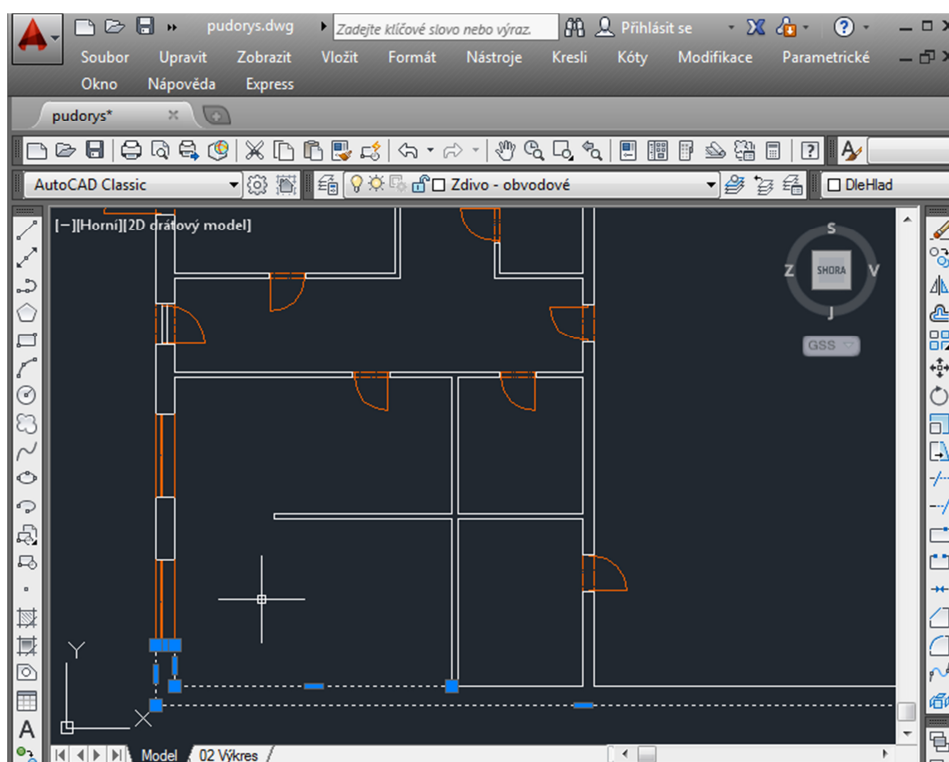 pudorys.dwg Zadejte klíčové slovo nebo výraz. Přihlásit se
Soubor Upravit Zobrazit Vložit Formát Nástroje Kresli Kóty Modifikace Parametrické
Okno Nápověda Express
pudorys*
AutoCAD Classic Zdivo - obvodové DleHlad
[−][Horní][2D drátový model]
S
Z SHORA V
J
GSS
Y
X
Model 02 Výkres